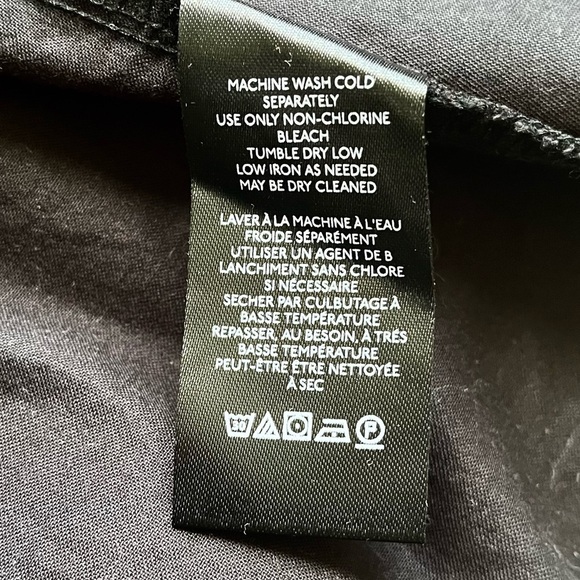 MACHINE WASH COLD
SEPARATELY
USE ONLY NON-CHLORINE
BLEACH
TUMBLE DRY LOW
LOW IRON AS NEEDED
MAY BE DRY CLEANED
LAVER À LA MACHINE À L'EAU
FROIDE SÉPARÉMENT
UTILISER UN AGENT DE B
LANCHIMENT SANS CHLORE
SI NÉCESSAIRE
SECHER PAR CULBUTAGE À
BASSE TEMPÉRATURE
REPASSER, AU BESOIN, À TRÉS
BASSE TEMPÉRATURE
PEUT-ÊTRE ÊTRE NETTOYÉE
À SEC
30 P